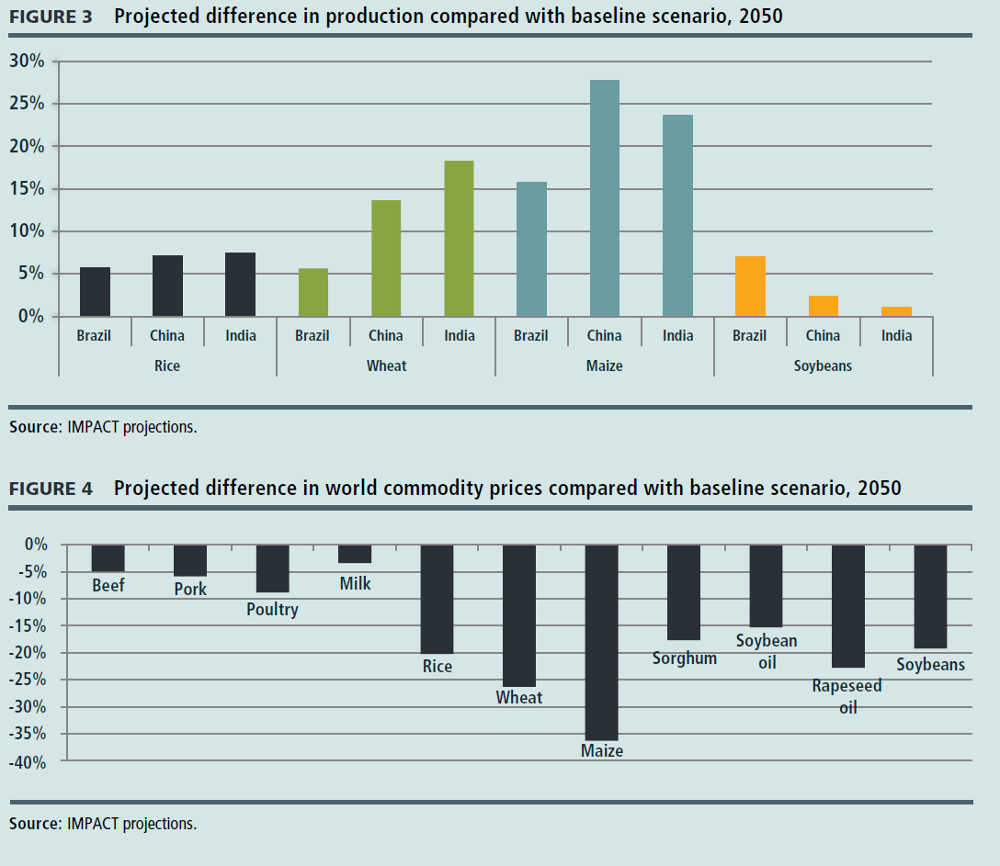 FIGURE 3 Projected difference in production compared with baseline scenario, 2050
30%
25%
20%
15%
10%
5%
0%
Brazil China India Brazil China India Brazil China India Brazil China India
Rice Wheat Maize Soybeans
Source: IMPACT projections.
FIGURE 4 Projected difference in world commodity prices compared with baseline scenario, 2050
0%
-5%
-10%
-15%
-20%
-25%
-30%
-35%
-40%
Beef
Pork
Poultry
Milk
Rice
Wheat
Maize
Sorghum
Soybean
oil
Rapeseed
oil
Soybeans
Source: IMPACT projections.